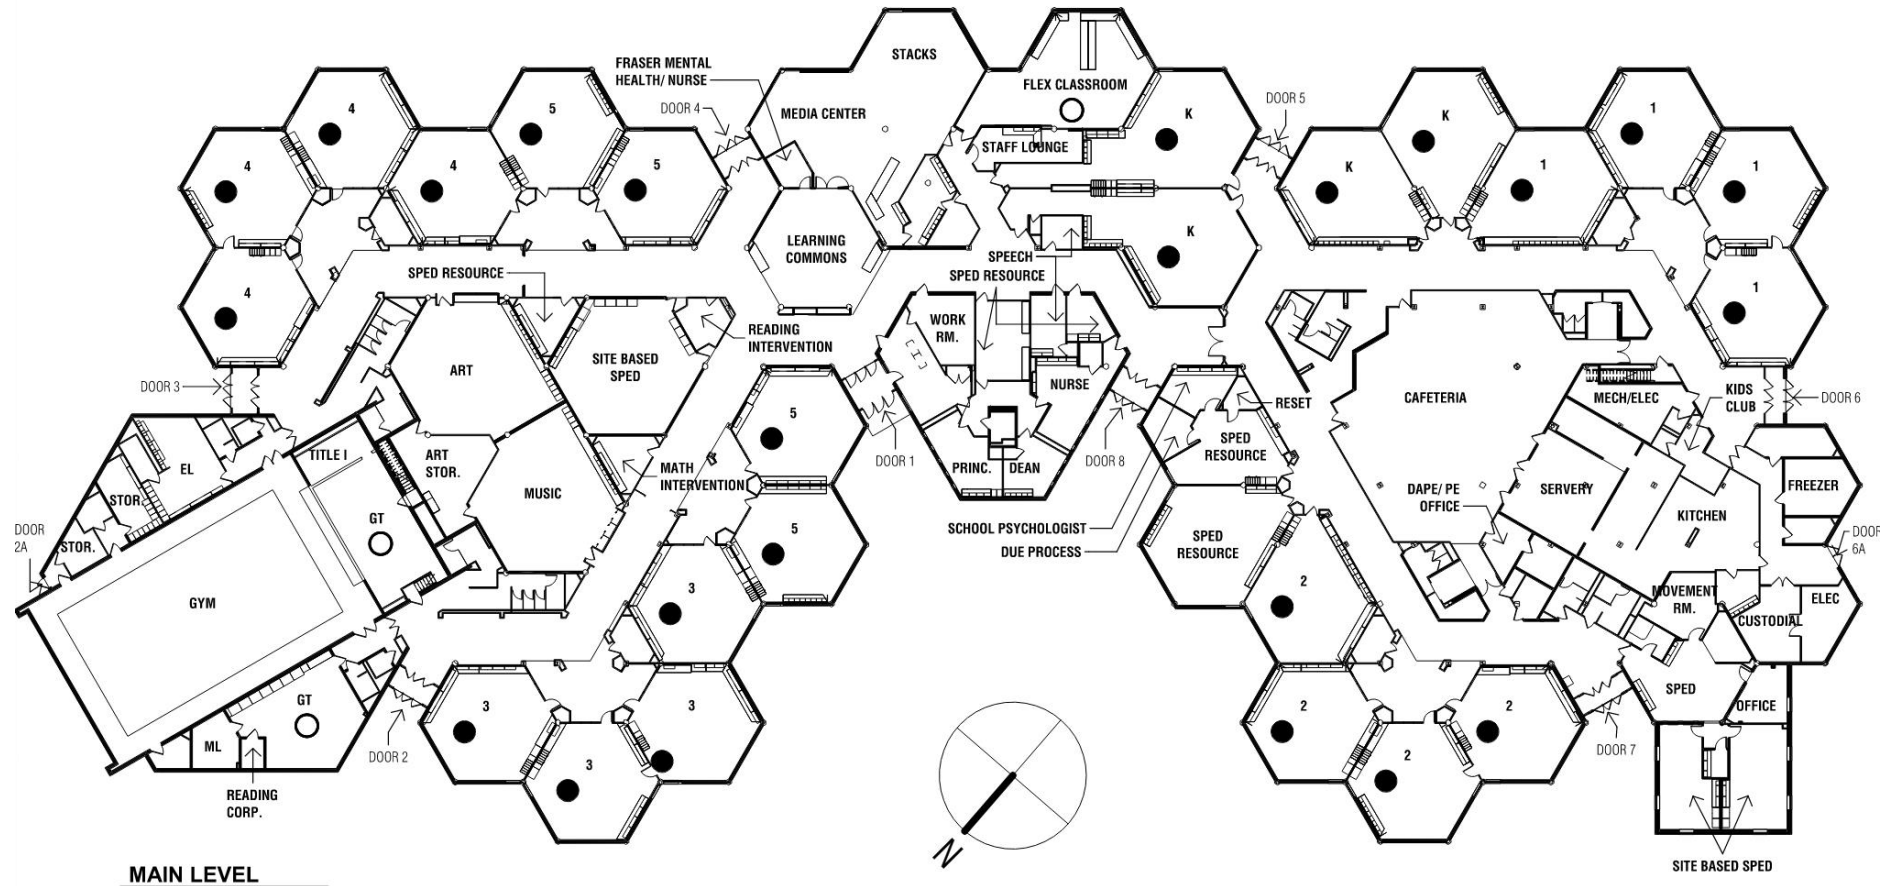 STACKS
FRASER MENTAL
HEALTH/ NURSE
FLEX CLASSROOM
DOOR 4
DOOR 5
MEDIA CENTER
4
5
K
K
1
STAFF LOUNGE
4
4
5
K
1
1
LEARNING
COMMONS
K
SPEECH
SPED RESOURCE
SPED RESOURCE
4
1
WORK
RM.
READING
INTERVENTION
SITE BASED
SPED
ART
NURSE
DOOR 3
RESET
CAFETERIA
MECH/ELEC
KIDS
CLUB
DOOR 6
5
SPED
RESOURCE
TITLE I
ART
STOR.
EL
DOOR 1
PRINC.
DEAN
DOOR 8
MATH
INTERVENTION
MUSIC
STOR.
GT
DAPE/ PE
OFFICE
SERVERY
FREEZER
KITCHEN
SCHOOL PSYCHOLOGIST
DUE PROCESS
5
SPED
RESOURCE
DOOR
2A
STOR.
DOOR
6A
GYM
3
2
MOVEMENT
RM.
ELEC
CUSTODIAL
GT
3
3
2
2
SPED
OFFICE
ML
DOOR 2
3
2
DOOR 7
READING
CORP.
N
SITE BASED SPED
MAIN LEVEL